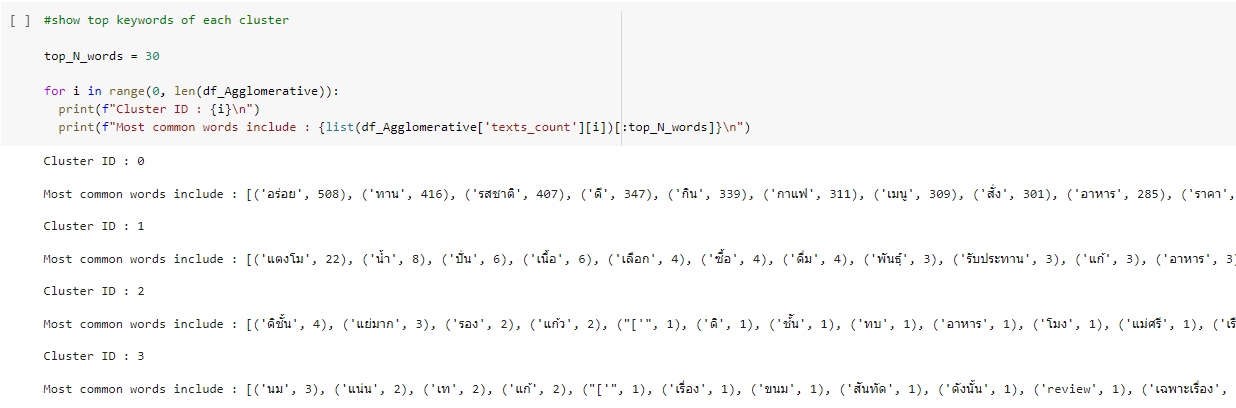 [ ] #show top keywords of each cluster
top_N_words = 30
for i in range(0, len(df_Agglomerative)):
print(f"Cluster ID : {i}\n")
print(f"Most common words include : {list(df_Agglomerative['texts_count'][i])[:top_N_words]}\n")
Cluster ID : 0
Most common words include : [('อร่อย', 508), ('ทาน', 416), ('รสชาติ', 407), ('ดี', 347), ('กิน', 339), ('กาแฟ', 311), ('เมนู', 309), ('สั่ง', 301), ('อาหาร', 285), ('ราคา',
Cluster ID : 1
Most common words include : [('แตงโม', 22), ('น้ำ', 8), ('ปั่น', 6), ('เนื้อ', 6), ('เลือก', 4), ('ซื้อ', 4), ('ดื่ม', 4), ('พันธุ์', 3), ('รับประทาน', 3), ('แก้', 3), ('อาหาร', 3)
Cluster ID : 2
Most common words include : [('ดิชั้น', 4), ('แย่มาก', 3), ('รอง', 2), ('แก้ว', 2), ("['", 1), ('ดิ', 1), ('ชั้น', 1), ('ทบ', 1), ('อาหาร', 1), ('โมง', 1), ('แม่ศรี', 1), ('เรื
Cluster ID : 3
Most common words include : [('นม', 3), ('แน่น', 2), ('เท', 2), ('แก้', 2), ("['", 1), ('เรื่อง', 1), ('ขนม', 1), ('สันทัด', 1), ('ดังนั้น', 1), ('review', 1), ('เฉพาะเรื่อง',